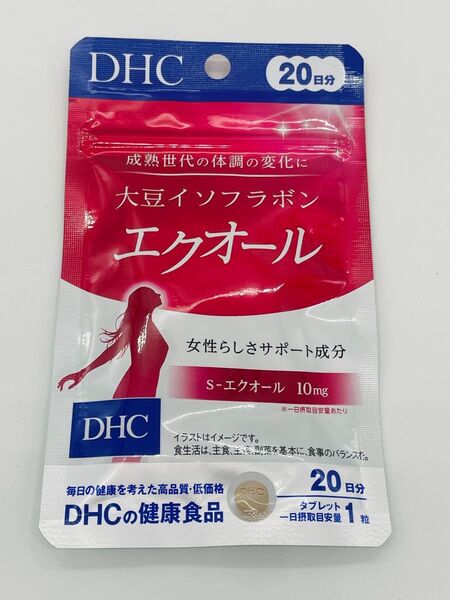 DHC
20日分
成熟世代の体調の変化に
大豆イソフラボン
エクオール
女性らしさサポート成分
S-エクオール 10mg
※一日摂取目安量あたり
DHC
イラストはイメージです。
食生活は、主食、主菜、副菜を基本に、食事のバランスを。
毎日の健康を考えた高品質・低価格
DHCの健康食品
DHC
20日分
タブレット
一日摂取目安量 1粒